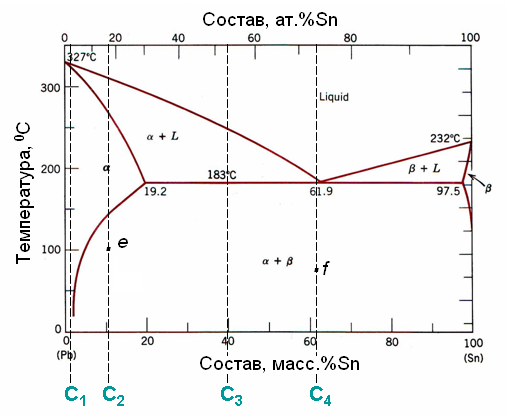 Состав, ат.%Sn
0 20 40 60 80 100
327°C
300
Liquid
α + L
232°C
Температура, ⁰C
200
α
183°C
β + L
19.2 61.9 97.5
β
100
e
α + β
f
0
0 20 40 60 80 100
(Pb) (Sn)
Состав, масс.%Sn
C1 C2 C3 C4